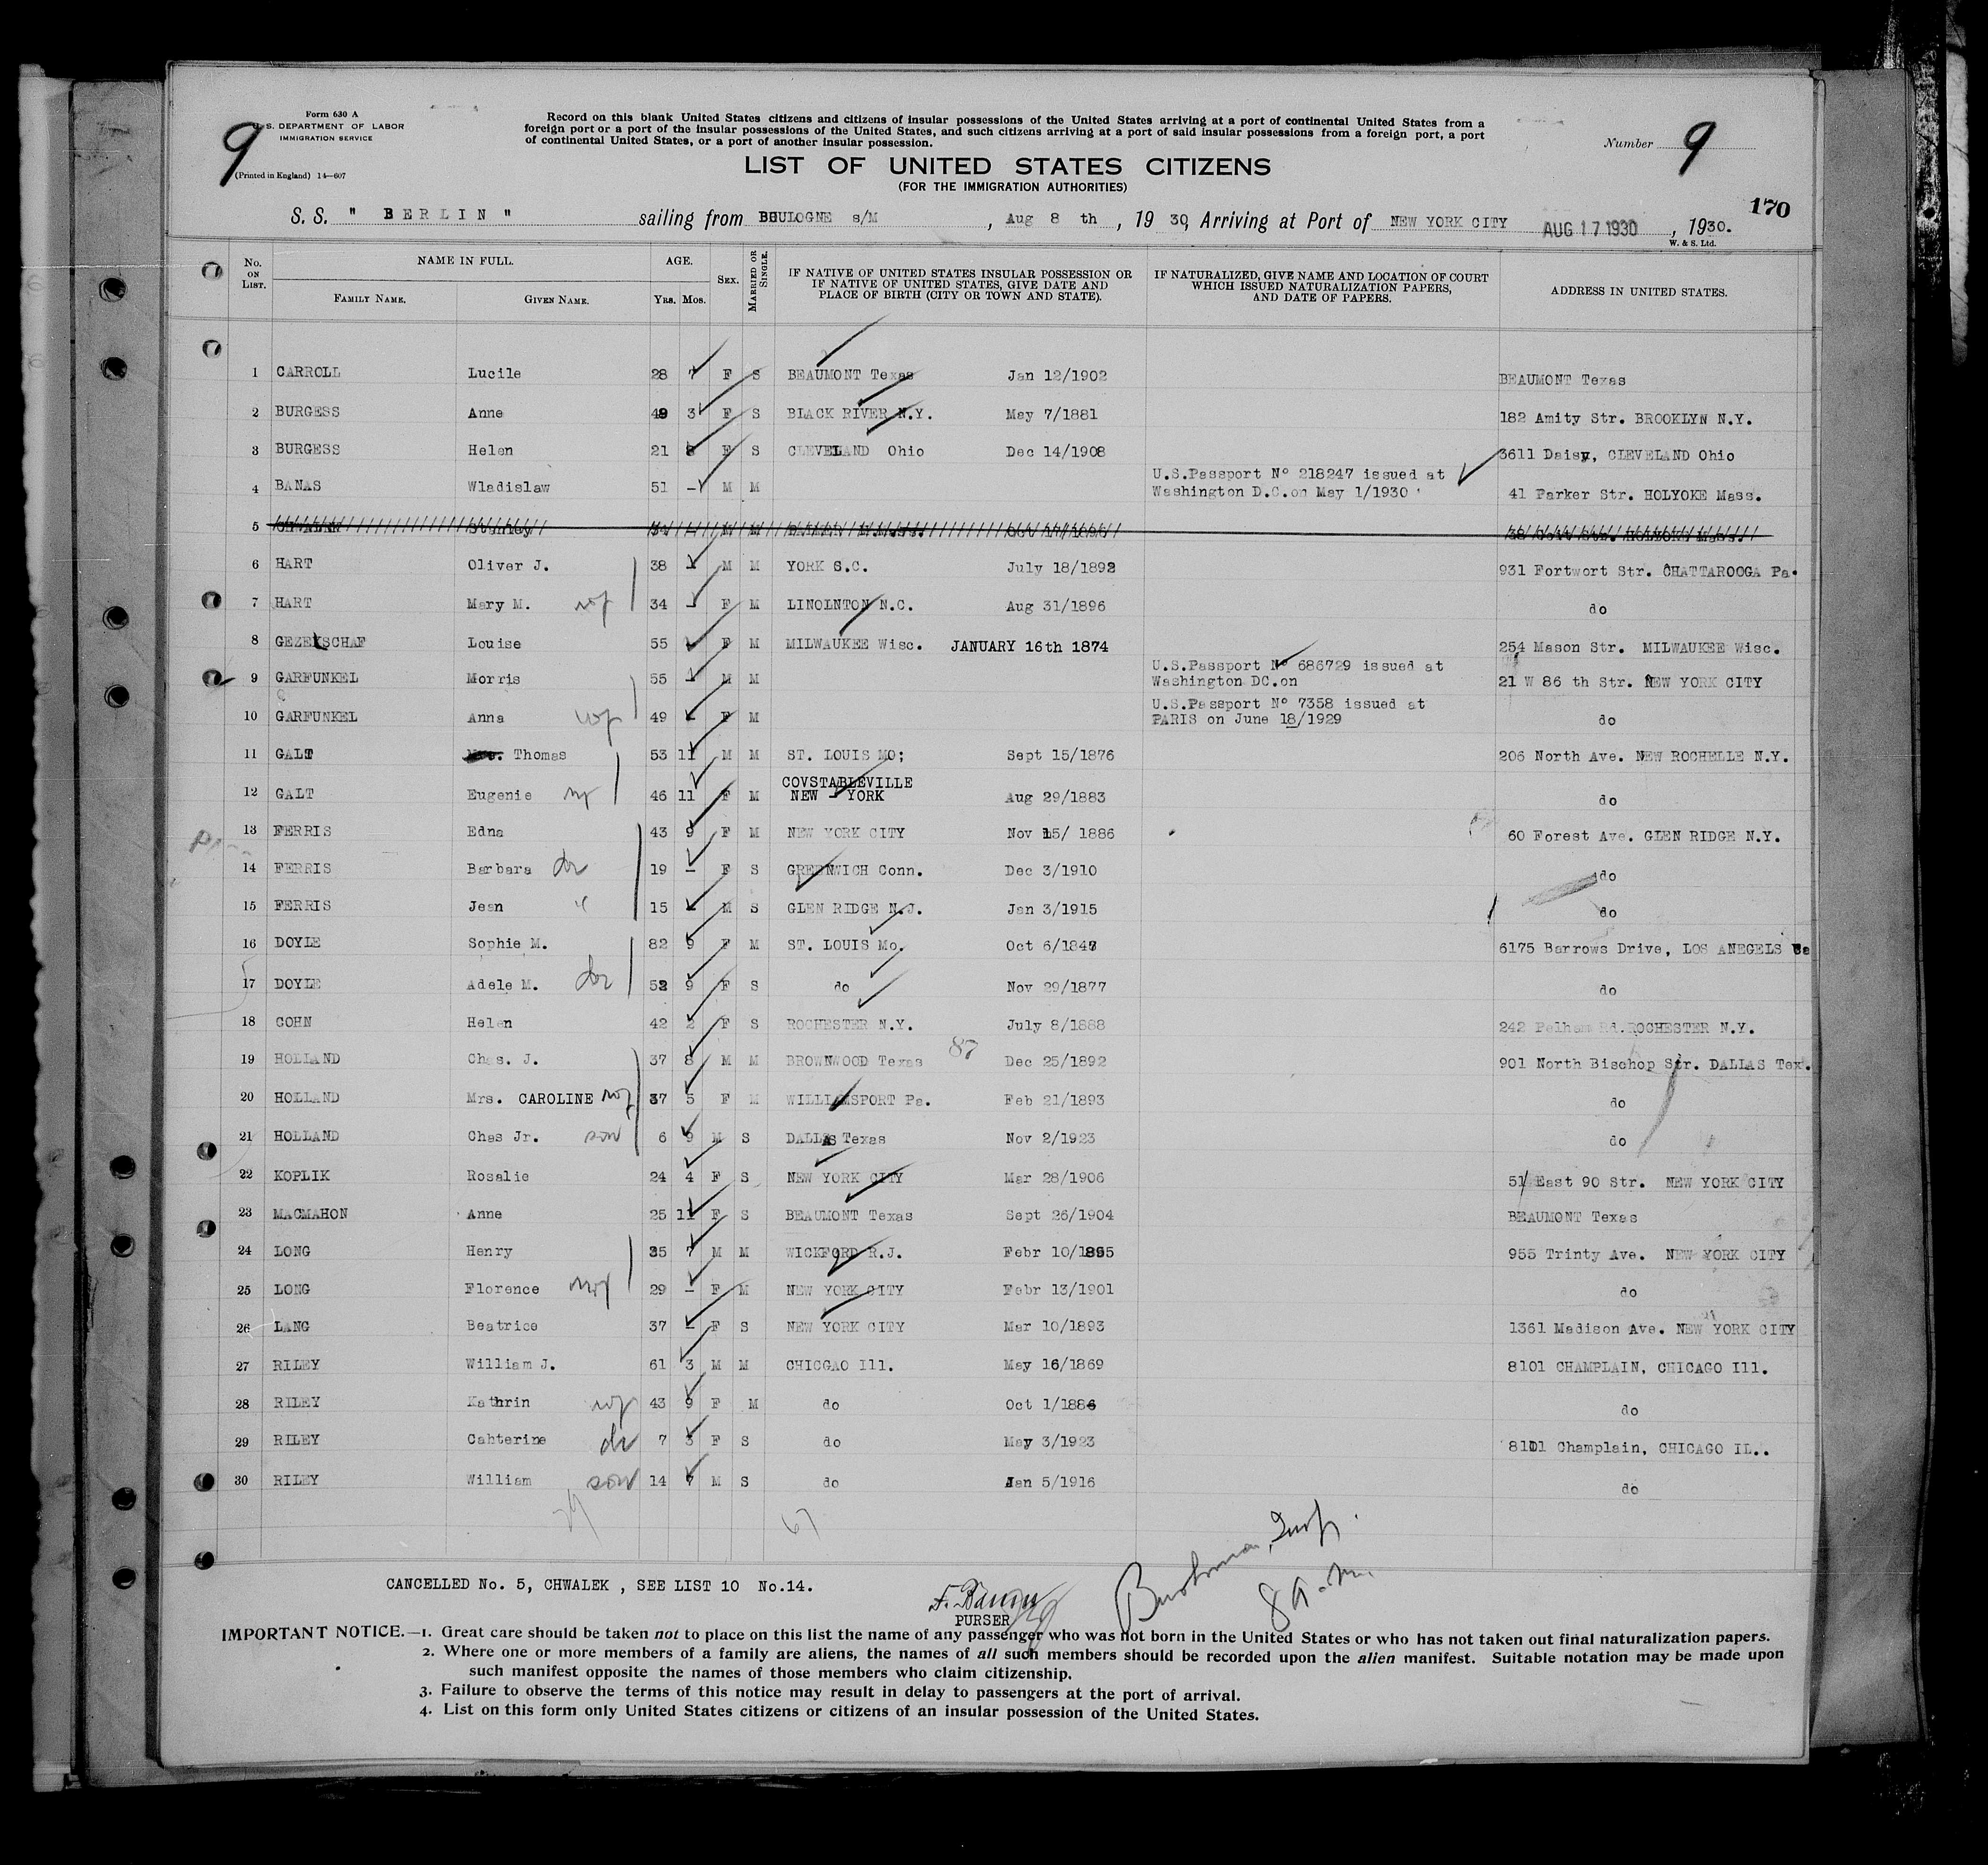 Form 630 A
U.S. DEPARTMENT OF LABOR
IMMIGRATION SERVICE
9
(Printed in England) 14—607
Record on this blank United States citizens and citizens of insular possessions of the United States arriving at a port of continental United States from a
foreign port or a port of the insular possessions of the United States, and such citizens arriving at a port of said insular possessions from a foreign port, a port
of continental United States, or a port of another insular possession.
LIST OF UNITED STATES CITIZENS
(FOR THE IMMIGRATION AUTHORITIES)
Number 9
170
S. S. " BERLIN " sailing from BOULOGNE s/M , Aug 8 th , 19 30, Arriving at Port of NEW YORK CITY AUG 17 1930 , 1930.
W. & S. Ltd.
No. ON LIST. NAME IN FULL. AGE. SEX. MARRIED OR SINGLE. IF NATIVE OF UNITED STATES INSULAR POSSESSION OR IF NATIVE OF UNITED STATES, GIVE DATE AND PLACE OF BIRTH (CITY OR TOWN AND STATE). IF NATURALIZED, GIVE NAME AND LOCATION OF COURT WHICH ISSUED NATURALIZATION PAPERS, AND DATE OF PAPERS. ADDRESS IN UNITED STATES.
FAMILY NAME. GIVEN NAME. YRS. MOS.
1 CARROLL Lucile 28 7 F S BEAUMONT Texas Jan 12/1902 BEAUMONT Texas
2 BURGESS Anne 49 3 F S BLACK RIVER N.Y. May 7/1881 182 Amity Str. BROOKLYN N.Y.
3 BURGESS Helen 21 8 F S CLEVELAND Ohio Dec 14/1908 3611 Daisy, CLEVELAND Ohio
4 BANAS Wladislaw 51 - M M U.S.Passport Nº 218247 issued at Washington D.C.on May 1/1930 41 Parker Str. HOLYOKE Mass.
5 CHWALEK Stanley 34 - M M
6 HART Oliver J. 38 - M M YORK S.C. July 18/1892 931 Fortwort Str. CHATTAROOGA Pa.
7 HART Mary M. wf 34 - F M LINOLNTON N.C. Aug 31/1896 do
8 GEZELSCHAF Louise 55 F M MILWAUKEE Wisc. JANUARY 16th 1874 254 Mason Str. MILWAUKEE Wisc.
9 GARFUNKEL Morris 55 - M M U.S.Passport Nº 686729 issued at Washington DC.on 21 W 86 th Str. NEW YORK CITY
10 GARFUNKEL Anna wf 49 - F M U.S.Passport Nº 7358 issued at PARIS on June 18/1929 do
11 GALT Thomas 53 11 M M ST. LOUIS MO; Sept 15/1876 206 North Ave. NEW ROCHELLE N.Y.
12 GALT Eugenie wf 46 11 F M COVSTABLEVILLE NEW - YORK Aug 29/1883 do
13 FERRIS Edna 43 9 F M NEW YORK CITY Nov 15/ 1886 60 Forest Ave. GLEN RIDGE N.Y.
14 FERRIS Barbara dr 19 - F S GREENWICH Conn. Dec 3/1910 do
15 FERRIS Jean 15 - M S GLEN RIDGE N.J. Jan 3/1915 do
16 DOYLE Sophie M. 82 9 F M ST. LOUIS Mo. Oct 6/1847 6175 Barrows Drive, LOS ANEGELS Ca
17 DOYLE Adele M. dr 52 9 F S do Nov 29/1877 do
18 COHN Helen 42 2 F S ROCHESTER N.Y. July 8/1888 242 Pelham Rd.ROCHESTER N.Y.
19 HOLLAND Chas. J. 37 8 M M BROWNWOOD Texas 87 Dec 25/1892 901 North Bischop Str. DALLAS Tex.
20 HOLLAND Mrs. CAROLINE wf 37 5 F M WILLIAMSPORT Pa. Feb 21/1893 do
21 HOLLAND Chas Jr. son 6 9 M S DALLAS Texas Nov 2/1923 do
22 KOPLIK Rosalie 24 4 F S NEW YORK CITY Mar 28/1906 51 East 90 Str. NEW YORK CITY
23 MACMAHON Anne 25 11 F S BEAUMONT Texas Sept 26/1904 BEAUMONT Texas
24 LONG Henry 35 7 M M WICKFORD R.J. Febr 10/1895 955 Trinty Ave. NEW YORK CITY
25 LONG Florence wf 29 - F M NEW YORK CITY Febr 13/1901 do
26 LANG Beatrice 37 - F S NEW YORK CITY Mar 10/1893 1361 Madison Ave. NEW YORK CITY
27 RILEY William J. 61 3 M M CHICGAO Ill. May 16/1869 8101 CHAMPLAIN, CHICAGO Ill.
28 RILEY Kathrin wf 43 9 F M do Oct 1/1886 do
29 RILEY Cahterine dr 7 3 F S do May 3/1923 8101 Champlain, CHICAGO IL..
30 RILEY William son 14 7 M S do Jan 5/1916 do
CANCELLED No. 5, CHWALEK , SEE LIST 10 No.14.
PURSER
IMPORTANT NOTICE.—1. Great care should be taken not to place on this list the name of any passenger who was not born in the United States or who has not taken out final naturalization papers.
2. Where one or more members of a family are aliens, the names of all such members should be recorded upon the alien manifest. Suitable notation may be made upon
such manifest opposite the names of those members who claim citizenship.
3. Failure to observe the terms of this notice may result in delay to passengers at the port of arrival.
4. List on this form only United States citizens or citizens of an insular possession of the United States.